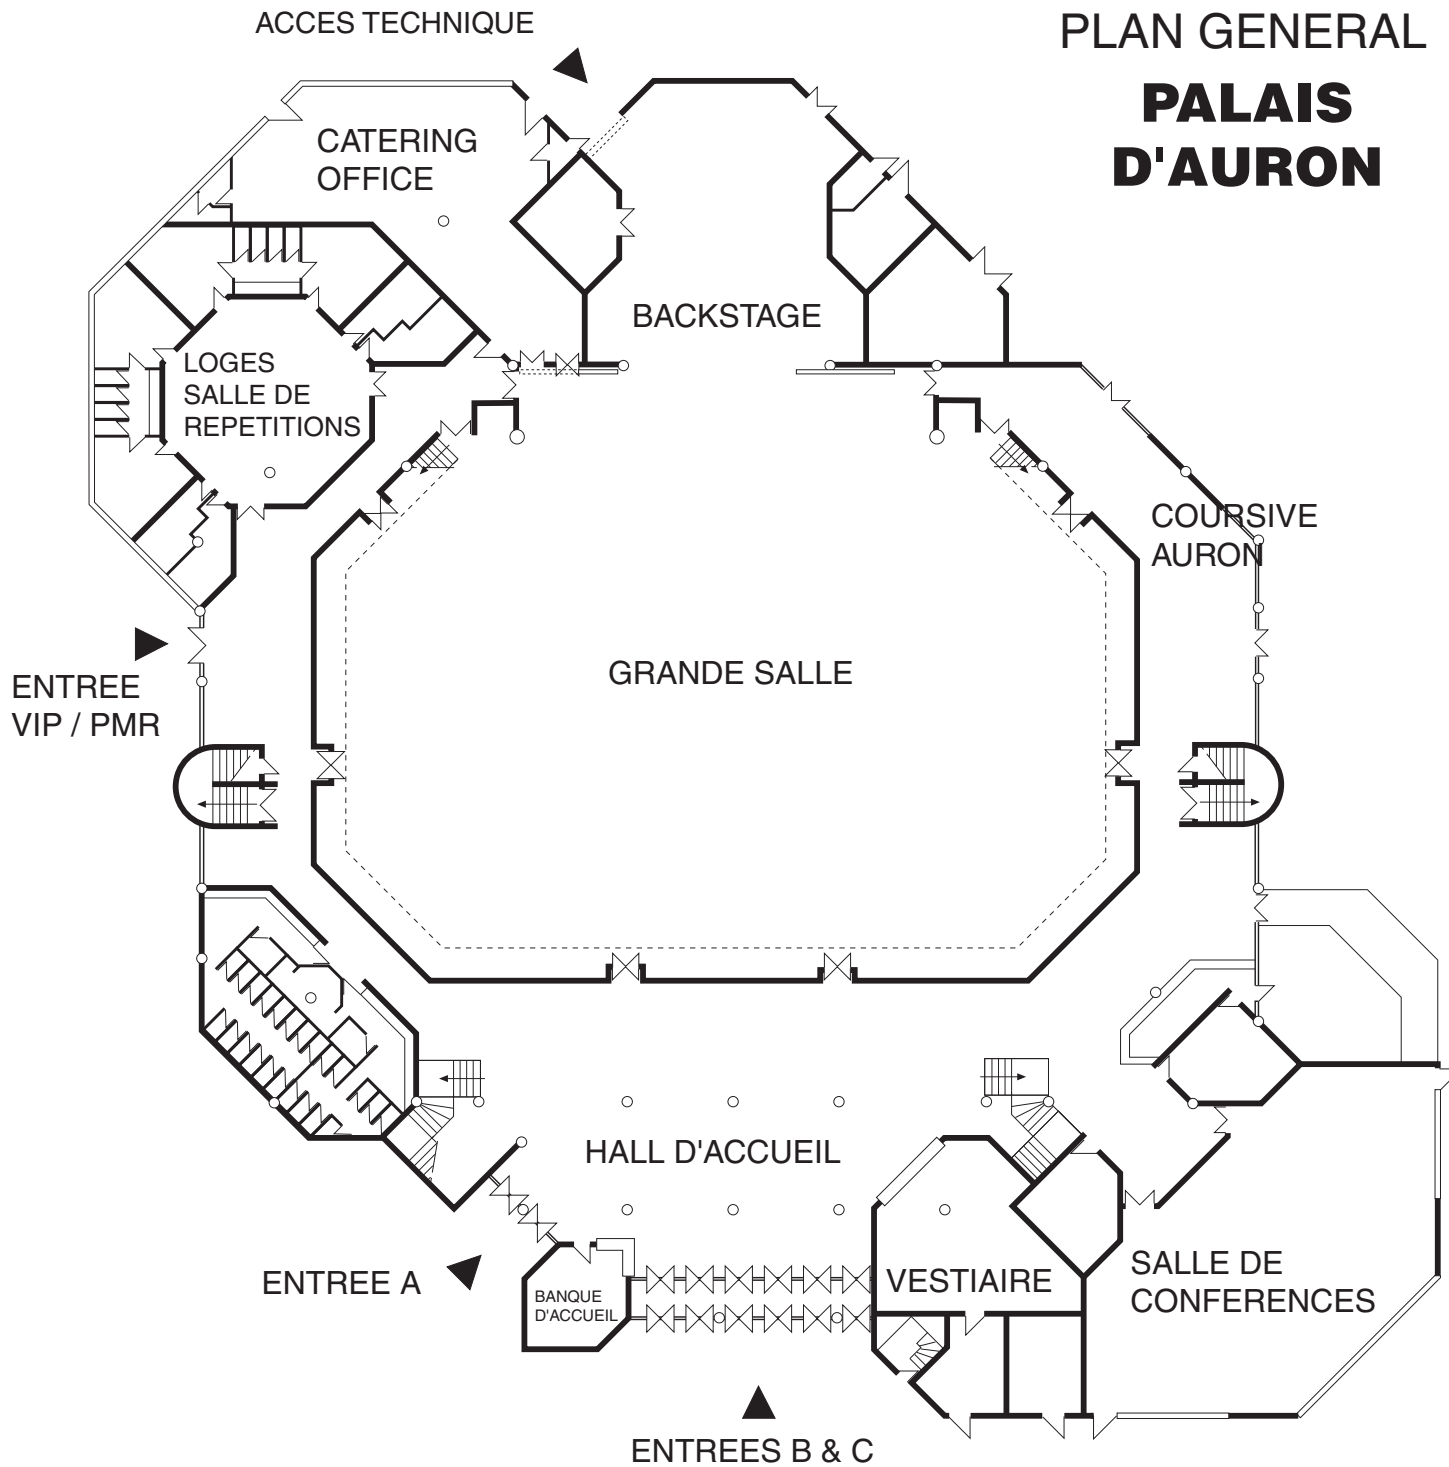 ACCES TECHNIQUE
PLAN GENERAL
PALAIS
D'AURON
CATERING
OFFICE
BACKSTAGE
LOGES
SALLE DE
REPETITIONS
COURSIVE
AURON
GRANDE SALLE
ENTREE
VIP / PMR
HALL D'ACCUEIL
ENTREE A
BANQUE
D'ACCUEIL
VESTIAIRE
SALLE DE
CONFERENCES
ENTREES B & C